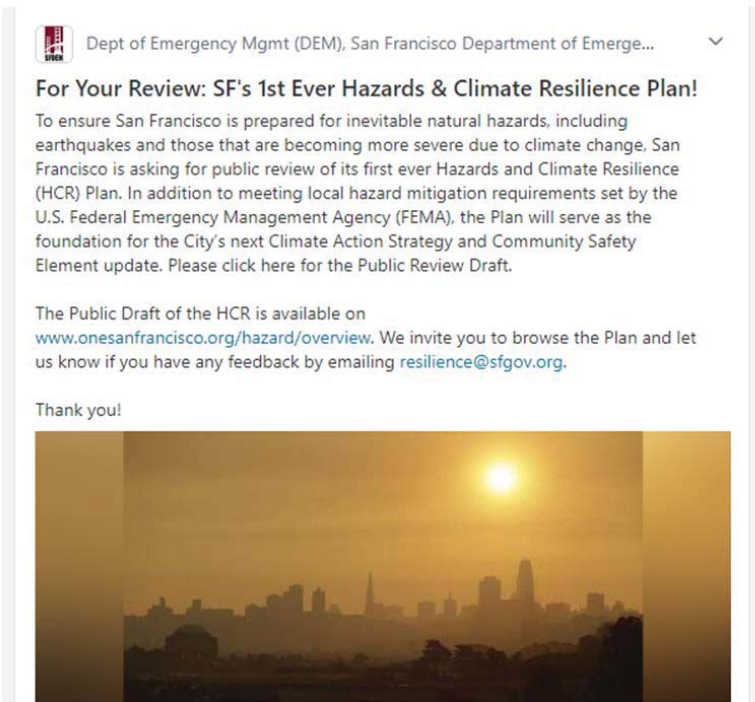 SFDEM
Dept of Emergency Mgmt (DEM), San Francisco Department of Emerge...
For Your Review: SF's 1st Ever Hazards & Climate Resilience Plan!
To ensure San Francisco is prepared for inevitable natural hazards, including
earthquakes and those that are becoming more severe due to climate change, San
Francisco is asking for public review of its first ever Hazards and Climate Resilience
(HCR) Plan. In addition to meeting local hazard mitigation requirements set by the
U.S. Federal Emergency Management Agency (FEMA), the Plan will serve as the
foundation for the City's next Climate Action Strategy and Community Safety
Element update. Please click here for the Public Review Draft.
The Public Draft of the HCR is available on
www.onesanfrancisco.org/hazard/overview. We invite you to browse the Plan and let
us know if you have any feedback by emailing resilience@sfgov.org.
Thank you!